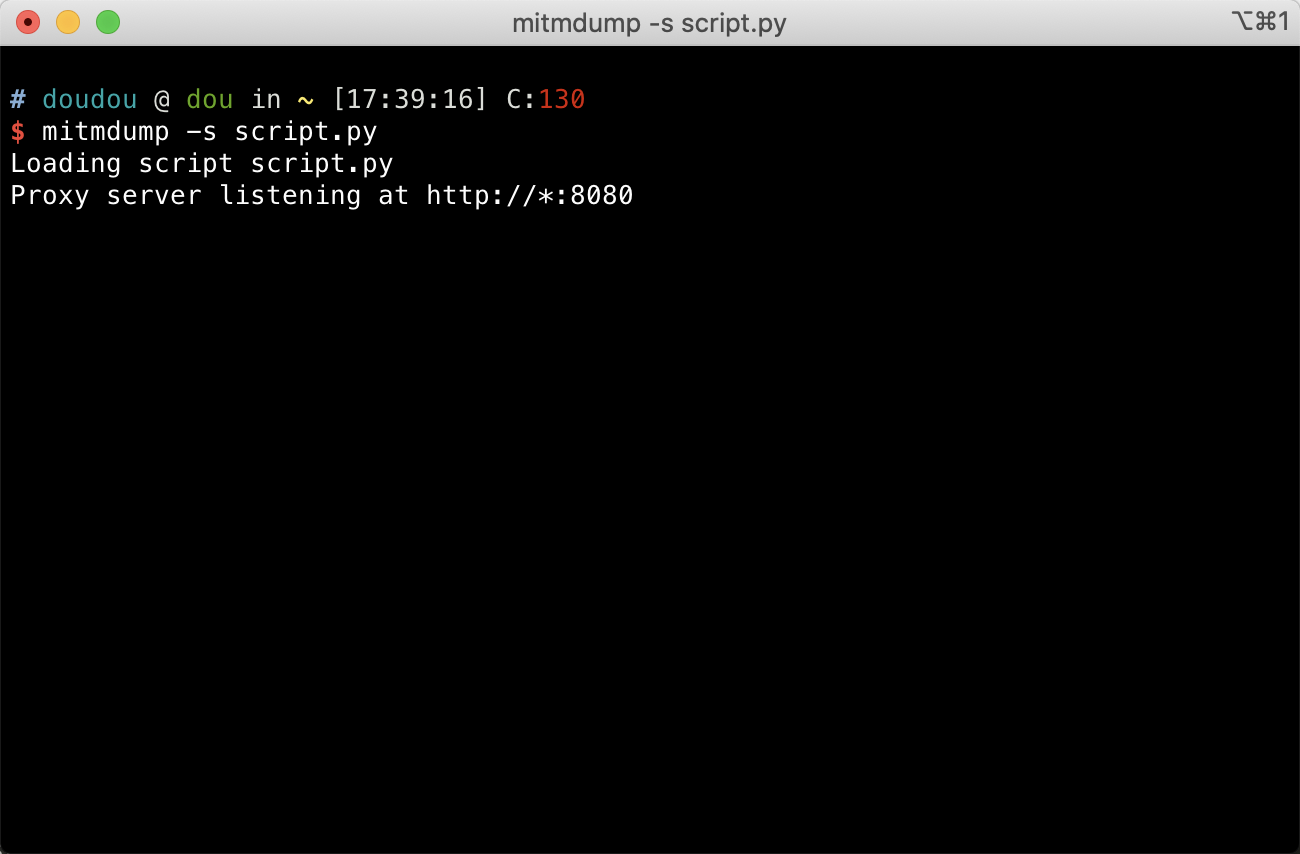 mitmdump -s script.py
⌥⌘1
# doudou @ dou in ~ [17:39:16] C:130
$ mitmdump -s script.py
Loading script script.py
Proxy server listening at http://*:8080